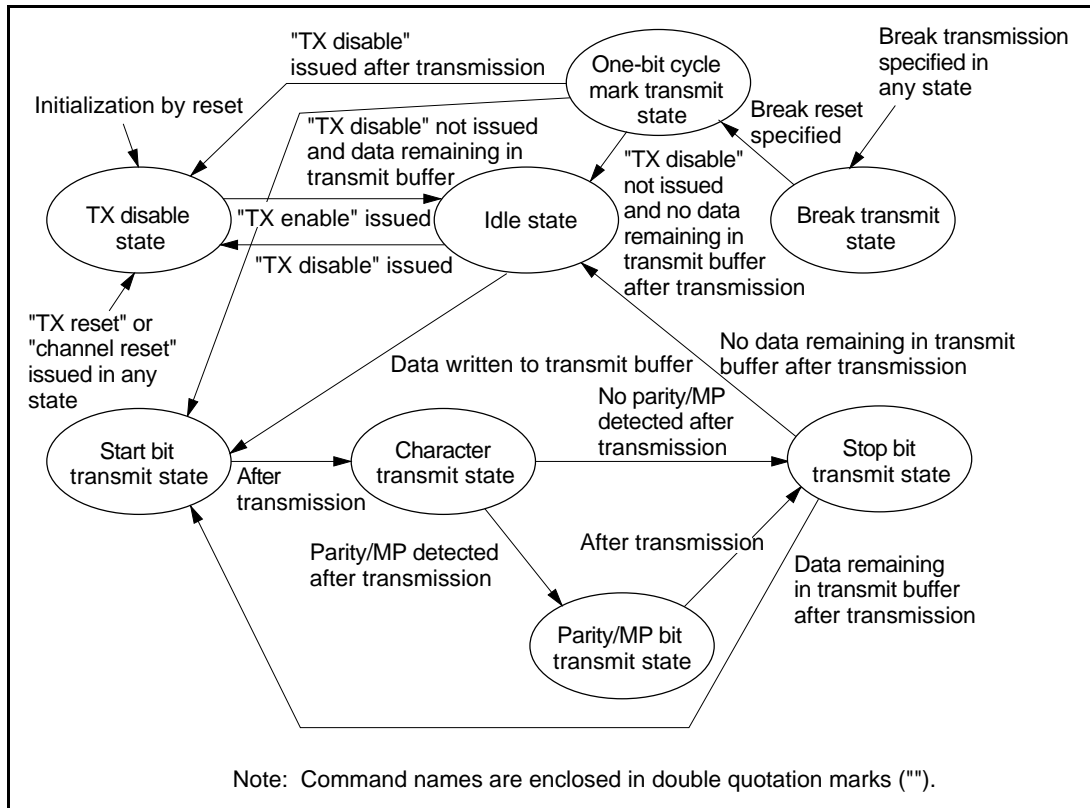 "TX disable"
issued after transmission
One-bit cycle
mark transmit
state
Break transmission
specified in
any state
Initialization by reset
Break reset
specified
"TX disable" not issued
and data remaining in
transmit buffer
"TX disable"
not issued
and no data
remaining in
transmit buffer
after transmission
TX disable
state
"TX enable" issued
Idle state
Break transmit
state
"TX disable" issued
"TX reset" or
"channel reset"
issued in any
state
Data written to transmit buffer
No data remaining in transmit
buffer after transmission
No parity/MP
detected after
transmission
Start bit
transmit state
After
transmission
Character
transmit state
Stop bit
transmit state
Parity/MP detected
after transmission
After transmission
Data remaining
in transmit buffer
after transmission
Parity/MP bit
transmit state
Note: Command names are enclosed in double quotation marks ("").